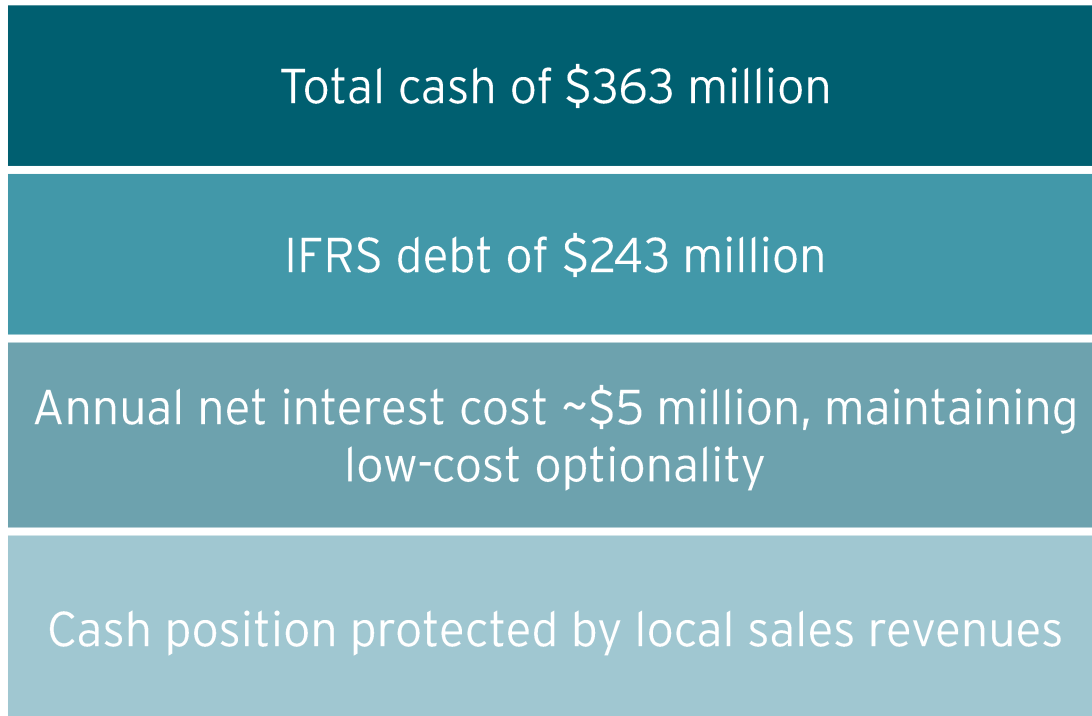 Total cash of $363 million
IFRS debt of $243 million
Annual net interest cost ~$5 million, maintaining
low-cost optionality
Cash position protected by local sales revenues